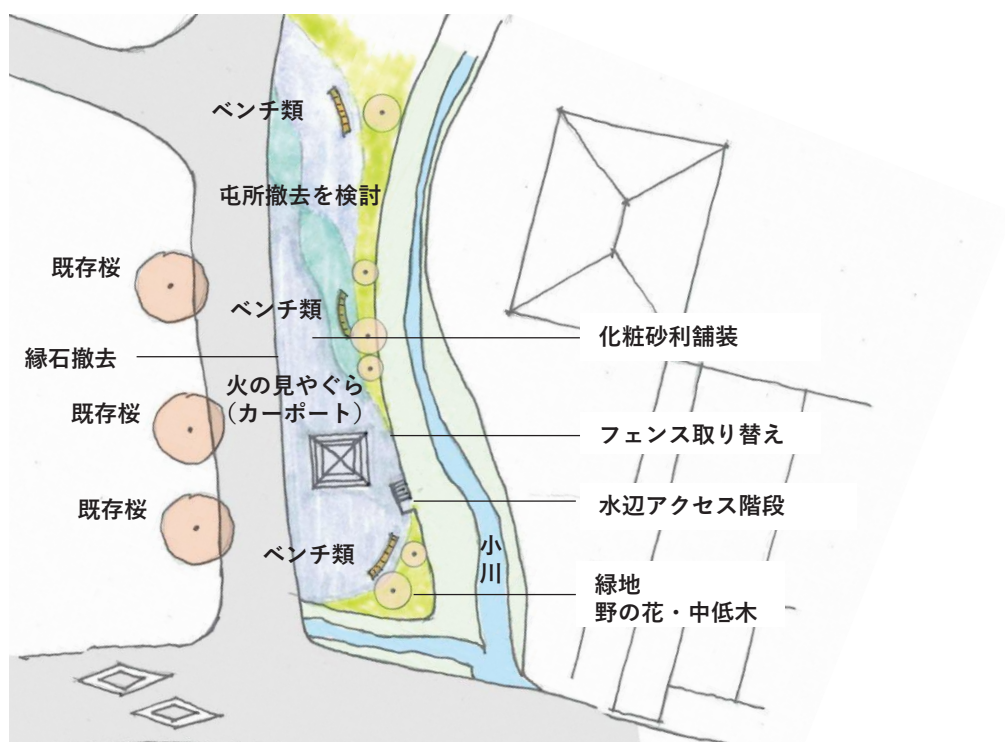 ベンチ類
屯所撤去を検討
既存桜
ベンチ類
化粧砂利舗装
縁石撤去
火の見やぐら
（カーポート）
既存桜
フェンス取り替え
既存桜
水辺アクセス階段
ベンチ類
小川
緑地
野の花・中低木